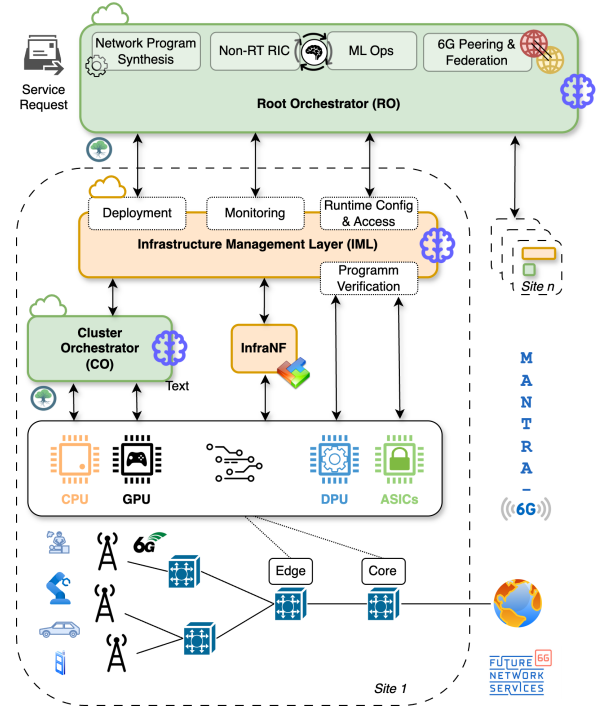 Network Program
Synthesis
Non-RT RIC
ML Ops
6G Peering &
Federation
Service
Request
Root Orchestrator (RO)
Deployment
Monitoring
Runtime Config
& Access
Infrastructure Management Layer (IML)
Programm
Verification
Site n
Cluster
Orchestrator
(CO)
InfraNF
Text
CPU
GPU
DPU
ASICs
M
A
N
T
R
A
-
6G
6G
Edge
Core
Site 1
FUTURE 6G
NETWORK
SERVICES